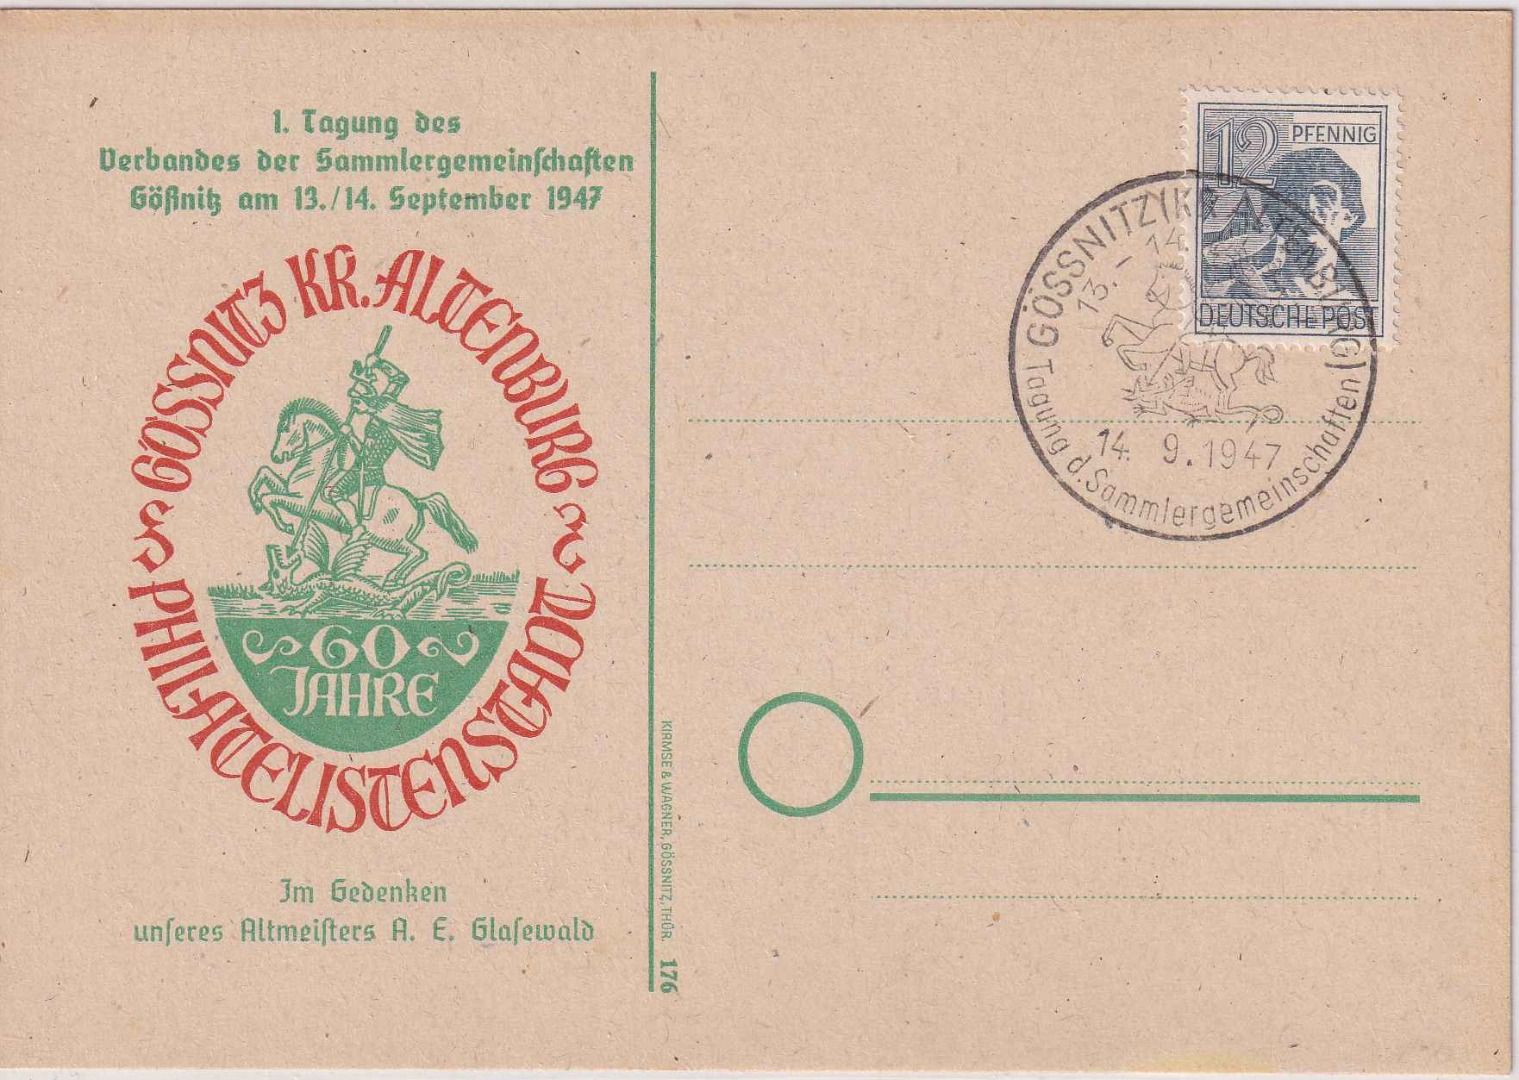 1. Tagung des
Verbandes der Sammlergemeinſchaften
Gößnitz am 13./14. September 1947
GÖSSNITZ KR. ALTENBURG
PHILATELISTENSTADT
60
JAHRE
Im Gedenken
unſeres Altmeiſters A. E. Glaſewald
KIRMSE & WAGNER, GÖSSNITZ, THÜR. 176
12 PFENNIG
DEUTSCHE POST
GÖSSNITZ (KR ALTENBURG)
13. - 14.
14. 9. 1947
Tagung d. Sammlergemeinschaften